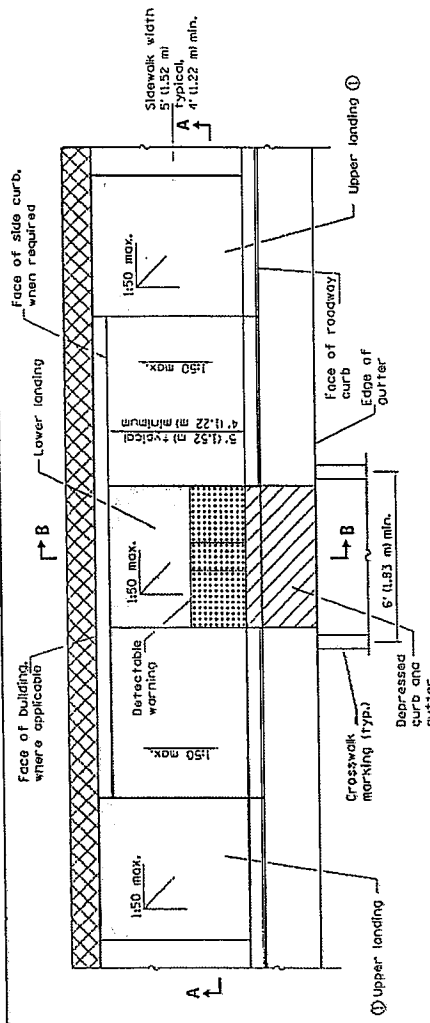 Face of building,
where applicable
B
Lower landing
Face of side curb,
when required
Sidewalk width
5' (1.52 m)
typical,
4' (1.22 m) min.
A
A
1:50 max.
1:50 max.
1:50 max.
5' (1.52 m) typical
4' (1.22 m) minimum
1:50 max.
1:50 max.
Detectable
warning
① Upper landing
Crosswalk
marking (typ.)
Depressed
curb and
gutter
6' (1.83 m) min.
B
Edge of
gutter
Face of roadway
curb
Upper landing ①